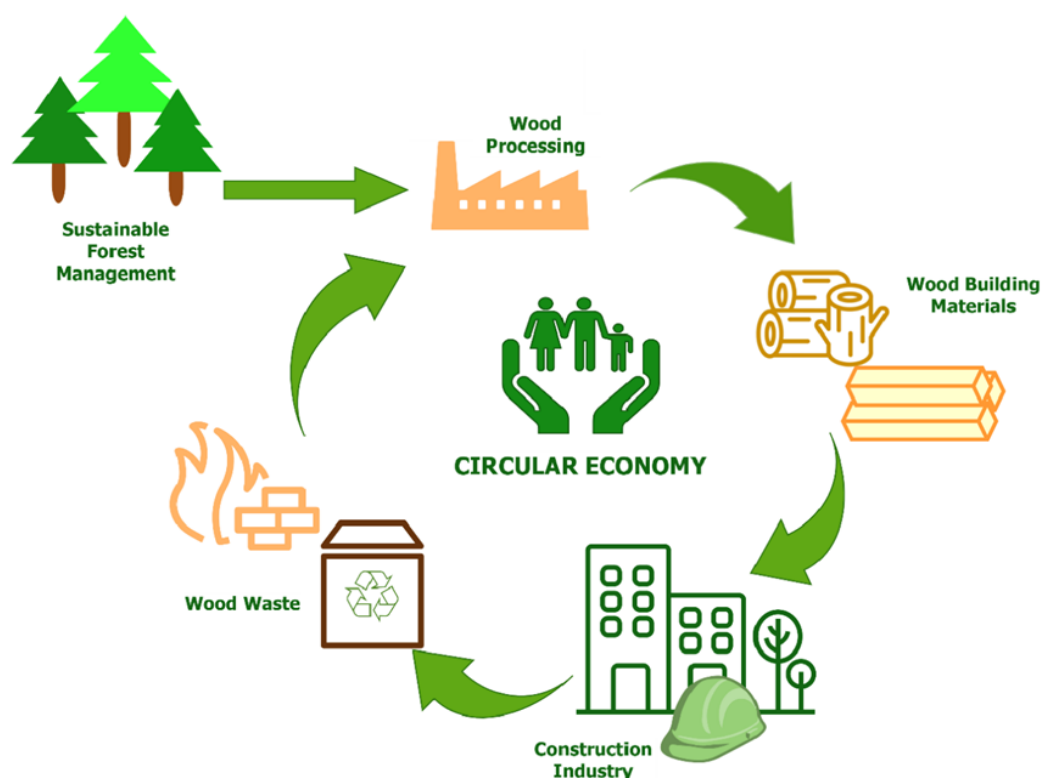 Wood
Processing
Sustainable
Forest
Management
Wood Building
Materials
CIRCULAR ECONOMY
Wood Waste
Construction
Industry